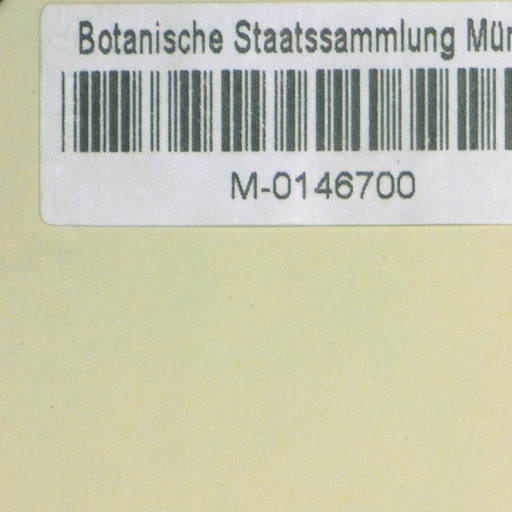 Botanische Staatssammlung Mün
M-0146700